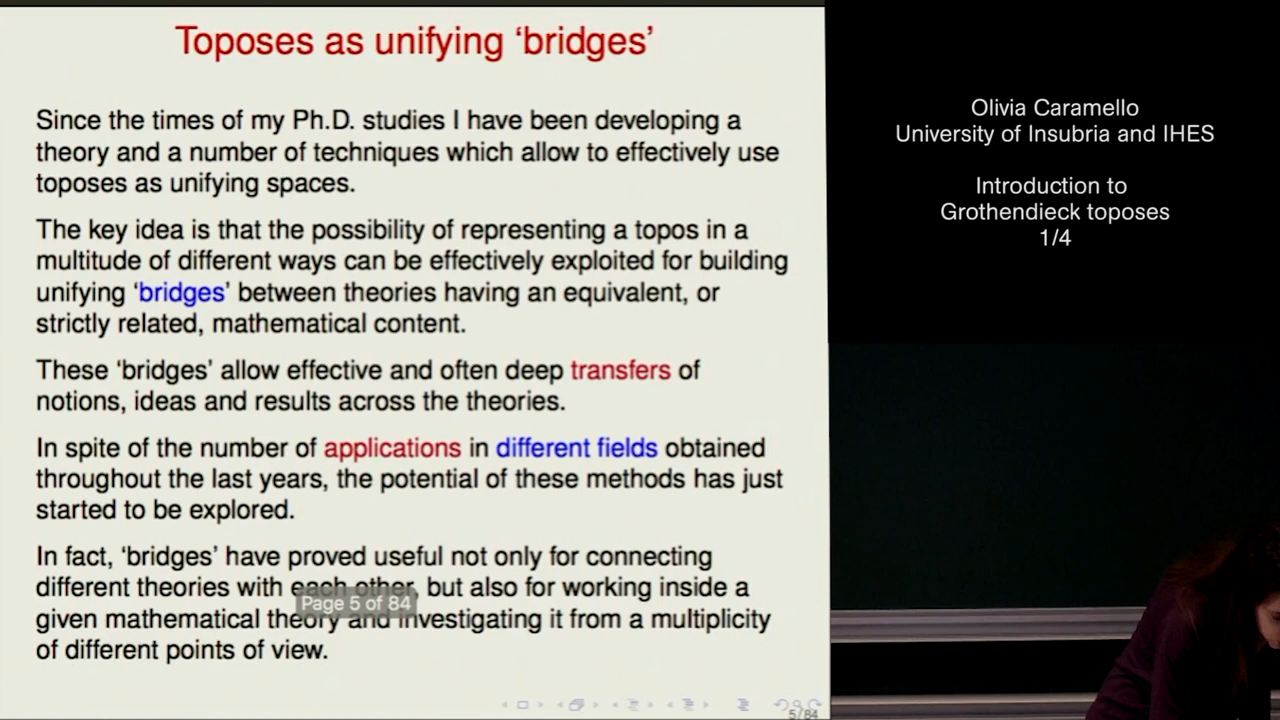 Toposes as unifying ‘bridges’
Since the times of my Ph.D. studies I have been developing a
theory and a number of techniques which allow to effectively use
toposes as unifying spaces.
The key idea is that the possibility of representing a topos in a
multitude of different ways can be effectively exploited for building
unifying ‘bridges’ between theories having an equivalent, or
strictly related, mathematical content.
These ‘bridges’ allow effective and often deep transfers of
notions, ideas and results across the theories.
In spite of the number of applications in different fields obtained
throughout the last years, the potential of these methods has just
started to be explored.
In fact, ‘bridges’ have proved useful not only for connecting
different theories with each other, but also for working inside a
Page 5 of 84
given mathematical theory and investigating it from a multiplicity
of different points of view.
5/84
Olivia Caramello
University of Insubria and IHES
Introduction to
Grothendieck toposes
1/4